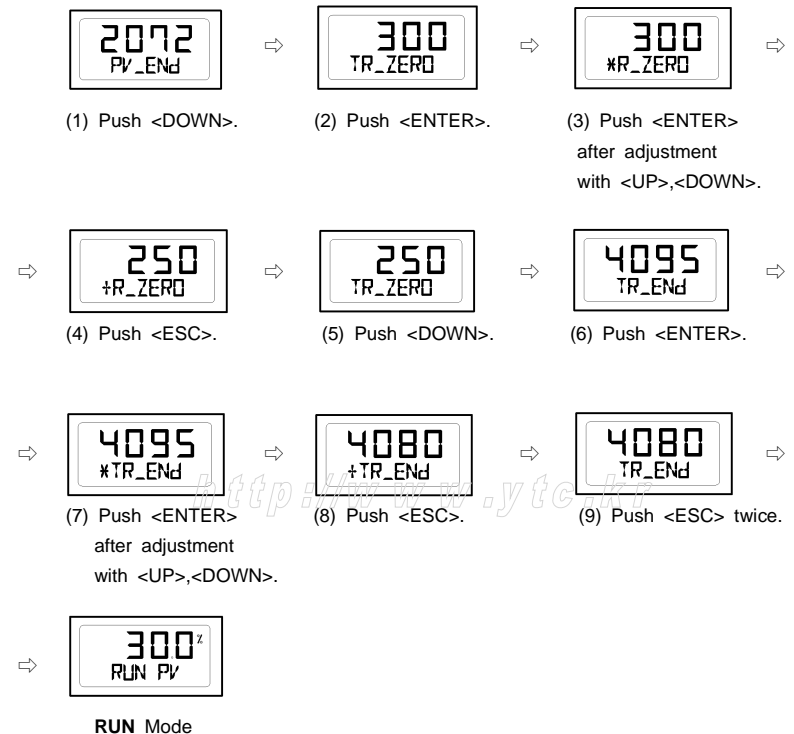 2072
PV_ENd
(1) Push <DOWN>.
300
TR_ZERO
(2) Push <ENTER>.
300
*R_ZERO
(3) Push <ENTER>
after adjustment
with <UP>,<DOWN>.
250
+R_ZERO
(4) Push <ESC>.
250
TR_ZERO
(5) Push <DOWN>.
4095
TR_ENd
(6) Push <ENTER>.
4095
*TR_ENd
(7) Push <ENTER>
after adjustment
with <UP>,<DOWN>.
4080
+TR_ENd
(8) Push <ESC>.
4080
TR_ENd
(9) Push <ESC> twice.
http://www.ytc.kr
30.0%
RUN PV
RUN Mode